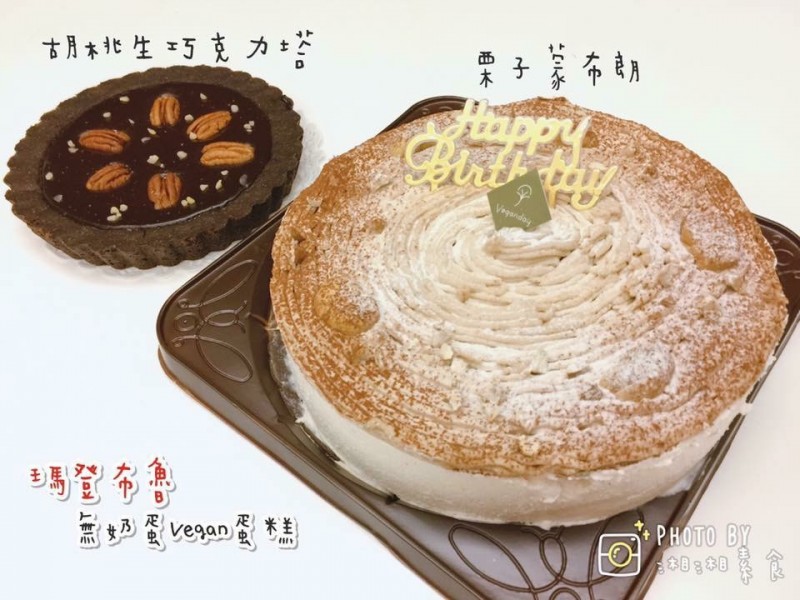 胡桃生巧克力塔
栗子蒙布朗
Happy
Birthday
Veganday
瑪登布魯
蕪奶蛋vegan蛋糕
PHOTO BY
湘湘素食